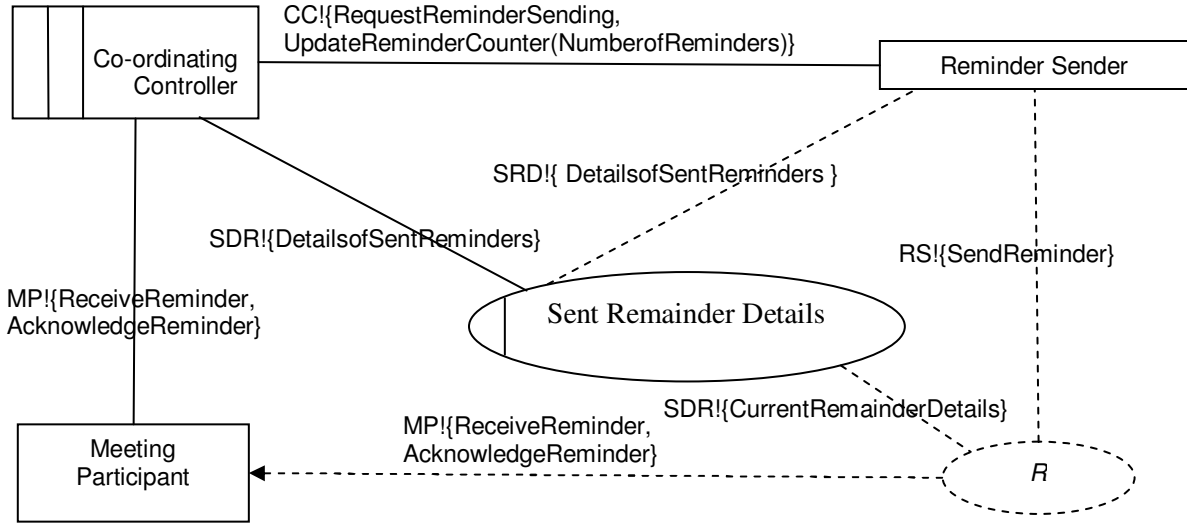 CC!{RequestReminderSending,
UpdateReminderCounter(NumberofReminders)}
Co-ordinating
Controller
Reminder Sender
SRD!{ DetailsofSentReminders }
SDR!{DetailsofSentReminders}
RS!{SendReminder}
MP!{ReceiveReminder,
AcknowledgeReminder}
Sent Remainder Details
SDR!{CurrentRemainderDetails}
MP!{ReceiveReminder,
AcknowledgeReminder}
Meeting
Participant
R